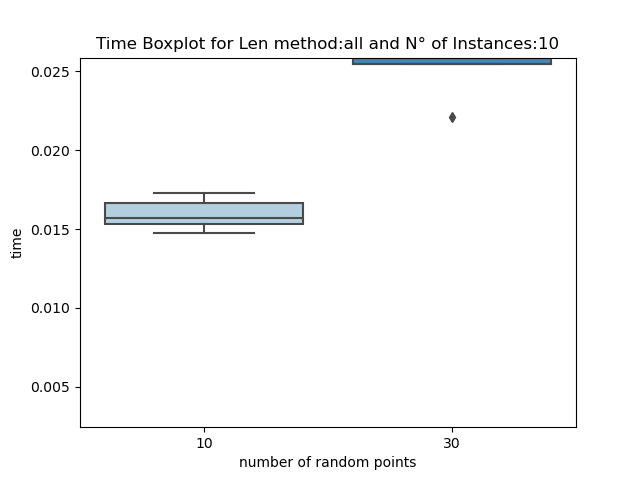 Time Boxplot for Len method:all and N° of Instances:10
0.025
0.020
0.015
0.010
0.005
time
10
30
number of random points